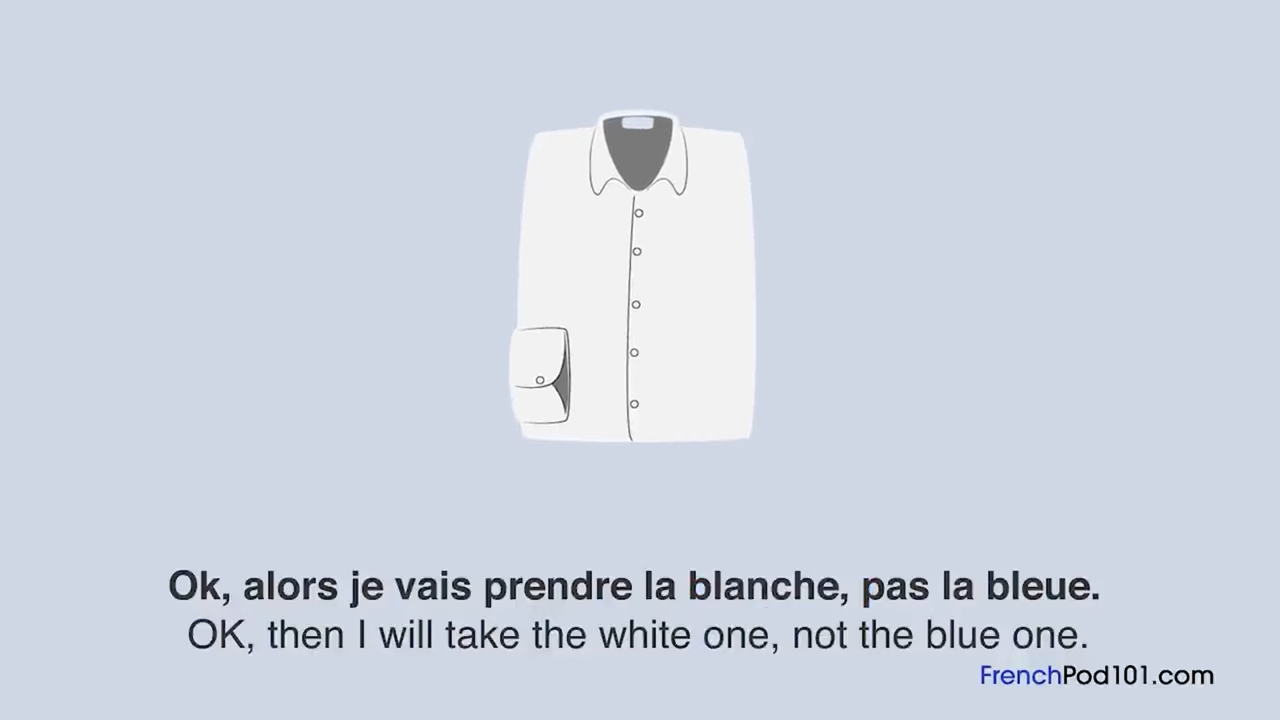 Ok, alors je vais prendre la blanche, pas la bleue.
OK, then I will take the white one, not the blue one.
FrenchPod101.com